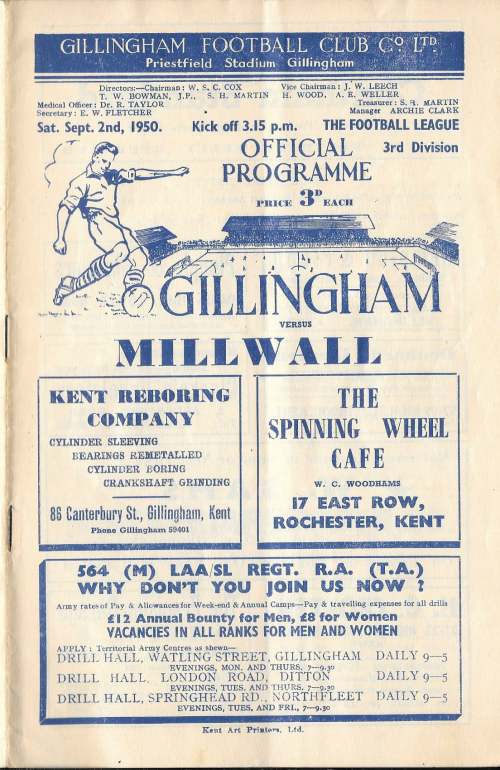 GILLINGHAM FOOTBALL CLUB Co. LTD.
Priestfield Stadium Gillingham
Directors:—Chairman: W. S. C. COX Vice Chairman: J. W. LEECH
T. W. BOWMAN, J.P., S. H. MARTIN H. WOOD, A. E. WELLER
Medical Officer: Dr. R. TAYLOR Treasurer: S. H. MARTIN
Secretary: E. W. FLETCHER Manager ARCHIE CLARK
Sat. Sept. 2nd, 1950. Kick off 3.15 p.m. THE FOOTBALL LEAGUE
3rd Division
OFFICIAL
PROGRAMME
PRICE 3D EACH
GILLINGHAM
VERSUS
MILLWALL
KENT REBORING
COMPANY
CYLINDER SLEEVING
BEARINGS REMETALLED
CYLINDER BORING
CRANKSHAFT GRINDING
86 Canterbury St., Gillingham, Kent
Phone Gillingham 59401
THE
SPINNING WHEEL
CAFE
W. C. WOODHAMS
17 EAST ROW,
ROCHESTER, KENT
564 (M) LAA/SL REGT. R.A. (T.A.)
WHY DON'T YOU JOIN US NOW ?
Army rates of Pay & Allowances for Week-end & Annual Camps—Pay & travelling expenses for all drills
£12 Annual Bounty for Men, £8 for Women
VACANCIES IN ALL RANKS FOR MEN AND WOMEN
APPLY: Territorial Army Centres as shewn—
DRILL HALL, WATLING STREET, GILLINGHAM DAILY 9—5
EVENINGS, MON. AND THURS. 7—9.30
DRILL HALL, LONDON ROAD, DITTON DAILY 9—5
EVENINGS, TUES. AND THURS. 7—9.30
DRILL HALL, SPRINGHEAD RD., NORTHFLEET DAILY 9—5
EVENINGS, TUES, AND FRI., 7—9.30
Kent Art Printers, Ltd.